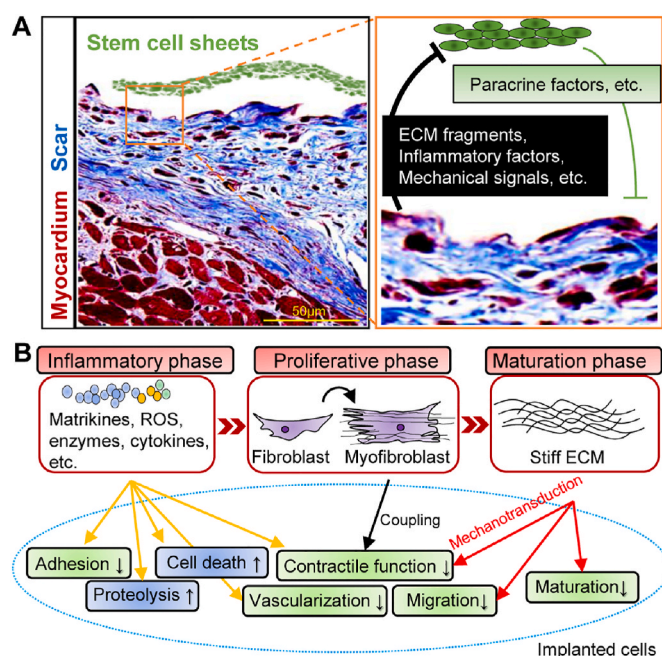 A
Stem cell sheets
Myocardium Scar
50μm
Paracrine factors, etc.
ECM fragments,
Inflammatory factors,
Mechanical signals, etc.
B
Inflammatory phase
Proliferative phase
Maturation phase
Matrikines, ROS,
enzymes, cytokines,
etc.
Fibroblast
Myofibroblast
Stiff ECM
Coupling
Mechanotransduction
Adhesion ↓
Cell death ↑
Contractile function ↓
Proteolysis ↑
Vascularization ↓
Migration↓
Maturation↓
Implanted cells